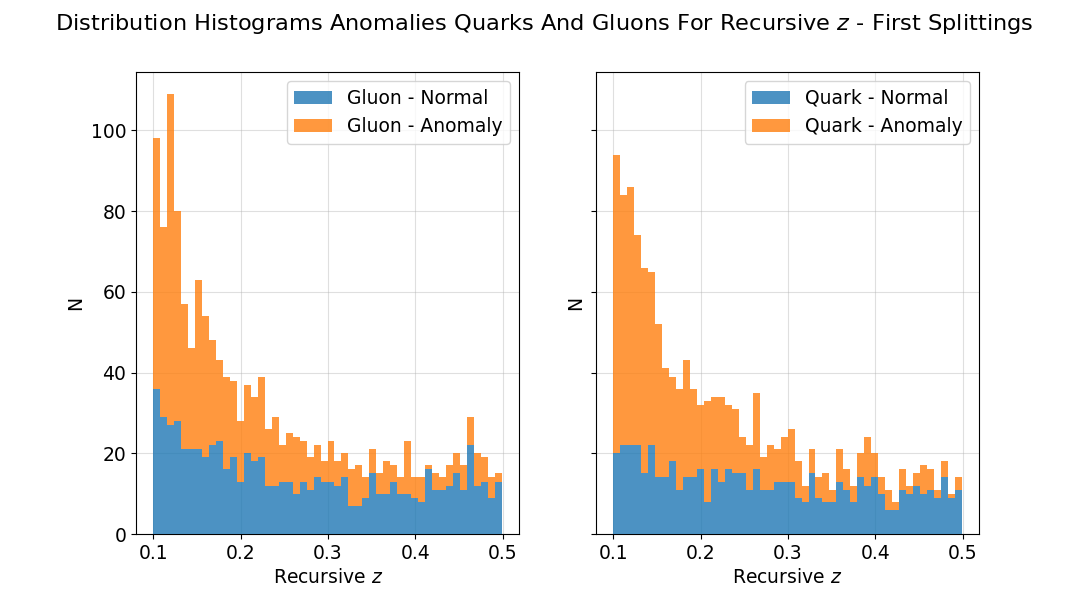 Distribution Histograms Anomalies Quarks And Gluons For Recursive z - First Splittings
Gluon - Normal
Gluon - Anomaly
N
100
80
60
40
20
0
0.1 0.2 0.3 0.4 0.5
Recursive z
Quark - Normal
Quark - Anomaly
N
0.1 0.2 0.3 0.4 0.5
Recursive z